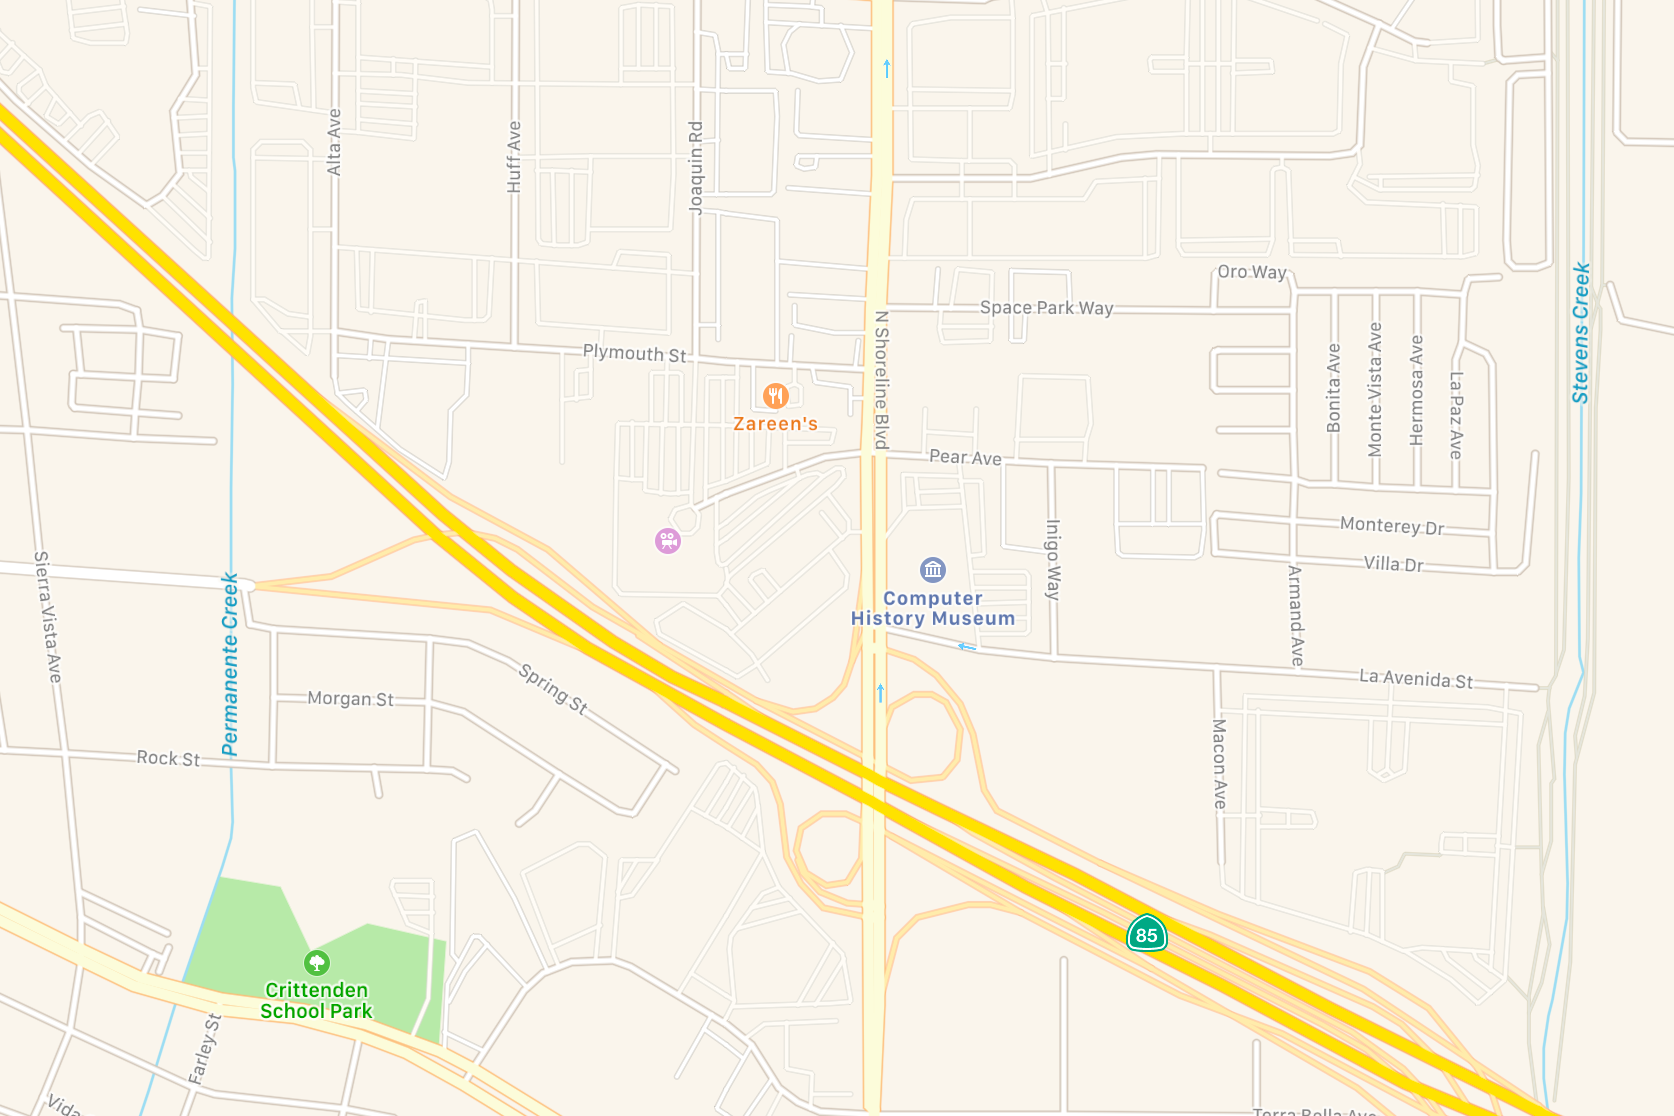 Alta Ave
Huff Ave
Joaquin Rd
Oro Way
Space Park Way
Stevens Creek
N Shoreline Blvd
Plymouth St
Bonita Ave
Monte Vista Ave
Hermosa Ave
La Paz Ave
Zareen's
Pear Ave
Monterey Dr
Villa Dr
Inigo Way
Armand Ave
Sierra Vista Ave
Permanente Creek
Computer
History Museum
La Avenida St
Spring St
Morgan St
Rock St
Macon Ave
85
Crittenden
School Park
Farley St
Vida
Terra Bella Ave